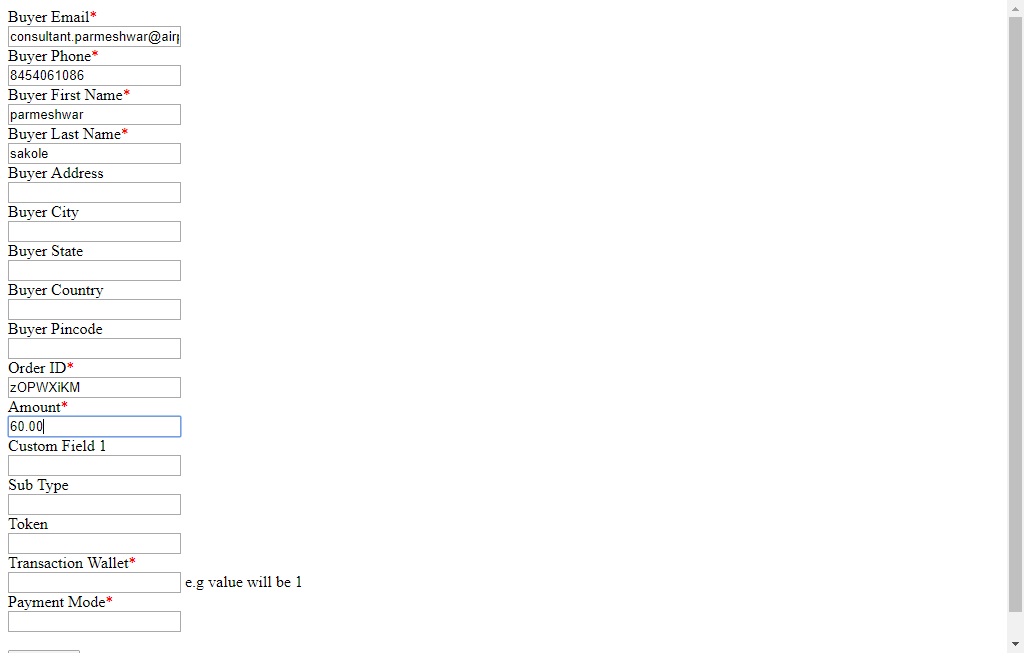 Buyer Email*
consultant.parmeshwar@air
Buyer Phone*
8454061086
Buyer First Name*
parmeshwar
Buyer Last Name*
sakole
Buyer Address
Buyer City
Buyer State
Buyer Country
Buyer Pincode
Order ID*
zOPWXiKM
Amount*
60.00
Custom Field 1
Sub Type
Token
Transaction Wallet*
e.g value will be 1
Payment Mode*